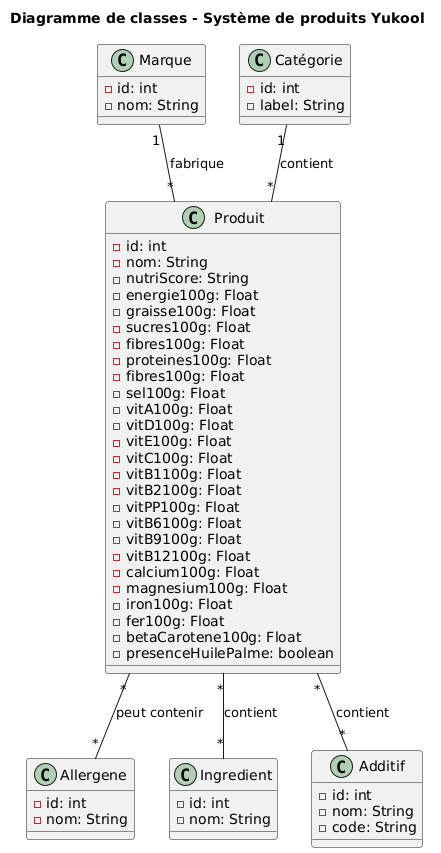 Diagramme de classes - Système de produits Yukool
C Marque
id: int
nom: String
C Catégorie
id: int
label: String
1
1
fabrique
contient
*
*
C Produit
id: int
nom: String
nutriScore: String
energie100g: Float
graisse100g: Float
sucres100g: Float
fibres100g: Float
proteines100g: Float
fibres100g: Float
sel100g: Float
vitA100g: Float
vitD100g: Float
vitE100g: Float
vitC100g: Float
vitB1100g: Float
vitB2100g: Float
vitPP100g: Float
vitB6100g: Float
vitB9100g: Float
vitB12100g: Float
calcium100g: Float
magnesium100g: Float
iron100g: Float
fer100g: Float
betaCarotene100g: Float
presenceHuilePalme: boolean
*
*
*
peut contenir
contient
contient
*
*
*
C Allergene
id: int
nom: String
C Ingredient
id: int
nom: String
C Additif
id: int
nom: String
code: String